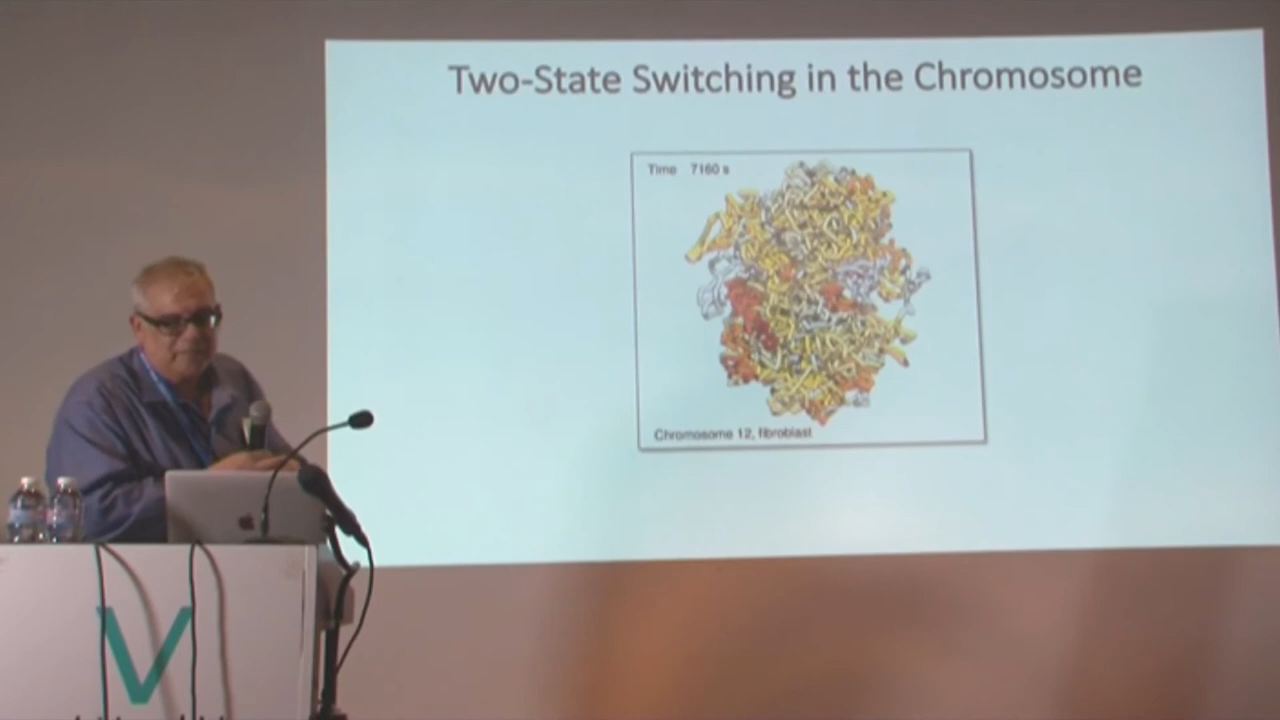 Two-State Switching in the Chromosome
Time 7160 s
Chromosome 12, fibroblast
V